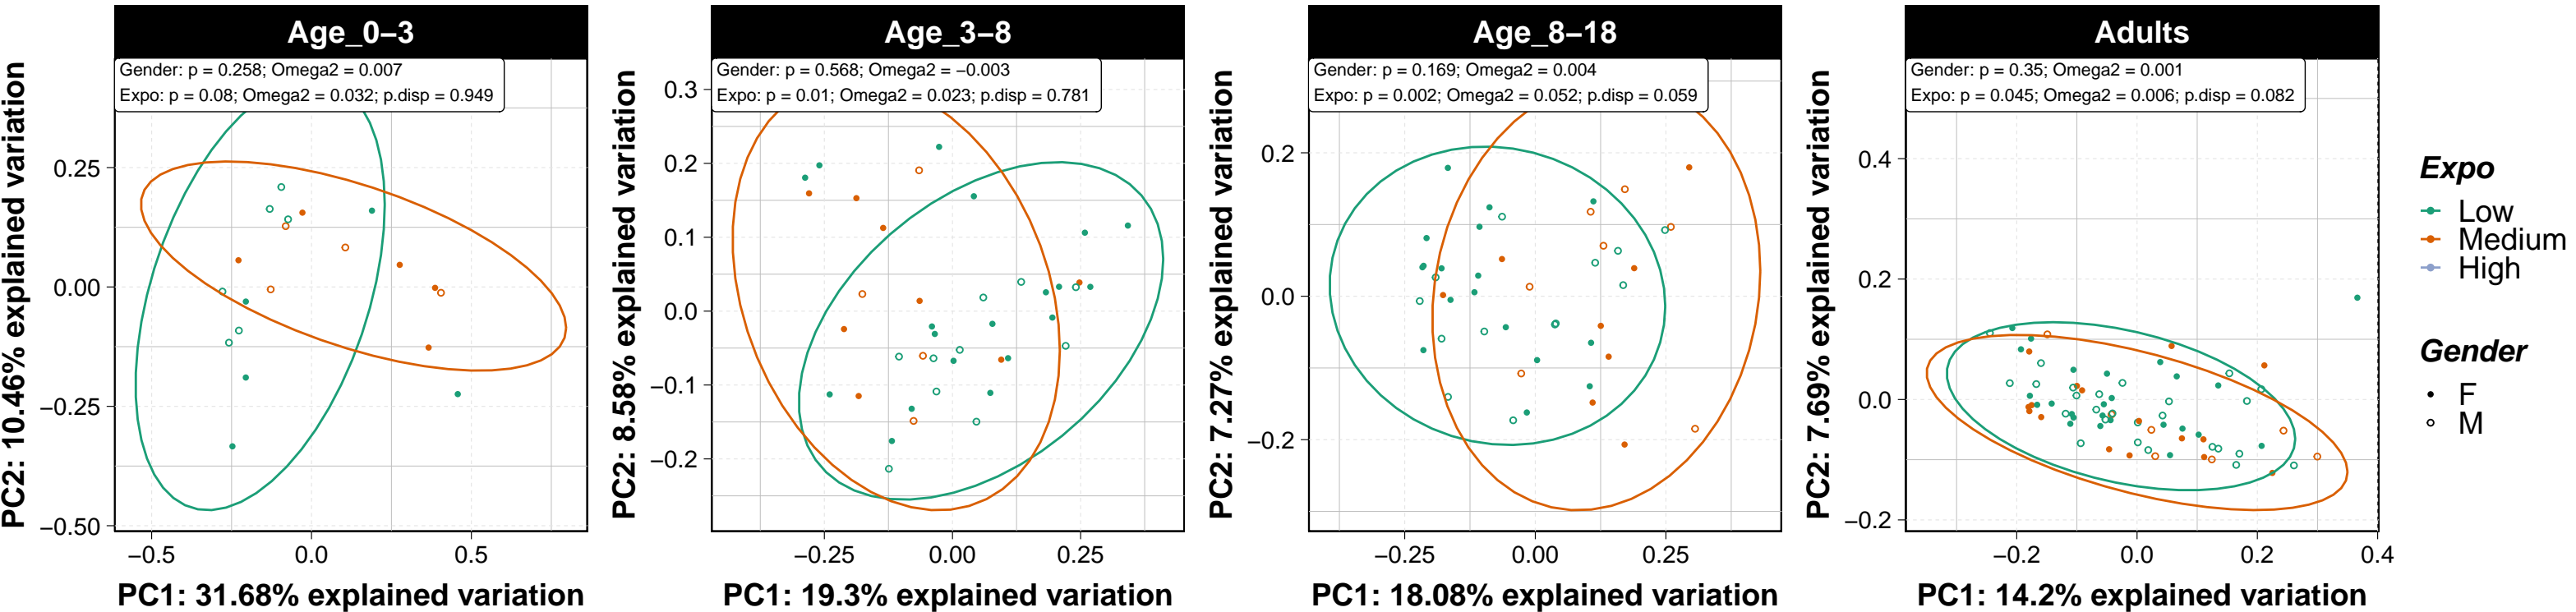 Age_0–3
Gender: p = 0.258; Omega2 = 0.007
Expo: p = 0.08; Omega2 = 0.032; p.disp = 0.949
PC2: 10.46% explained variation
0.25
0.00
−0.25
−0.50
−0.5
0.0
0.5
PC1: 31.68% explained variation
Age_3–8
Gender: p = 0.568; Omega2 = −0.003
Expo: p = 0.01; Omega2 = 0.023; p.disp = 0.781
PC2: 8.58% explained variation
0.3
0.2
0.1
0.0
−0.1
−0.2
−0.25
0.00
0.25
PC1: 19.3% explained variation
Age_8–18
Gender: p = 0.169; Omega2 = 0.004
Expo: p = 0.002; Omega2 = 0.052; p.disp = 0.059
PC2: 7.27% explained variation
0.2
0.0
−0.2
−0.25
0.00
0.25
PC1: 18.08% explained variation
Adults
Gender: p = 0.35; Omega2 = 0.001
Expo: p = 0.045; Omega2 = 0.006; p.disp = 0.082
PC2: 7.69% explained variation
0.4
0.2
0.0
−0.2
−0.2
0.0
0.2
0.4
PC1: 14.2% explained variation
Expo
Low
Medium
High
Gender
F
M